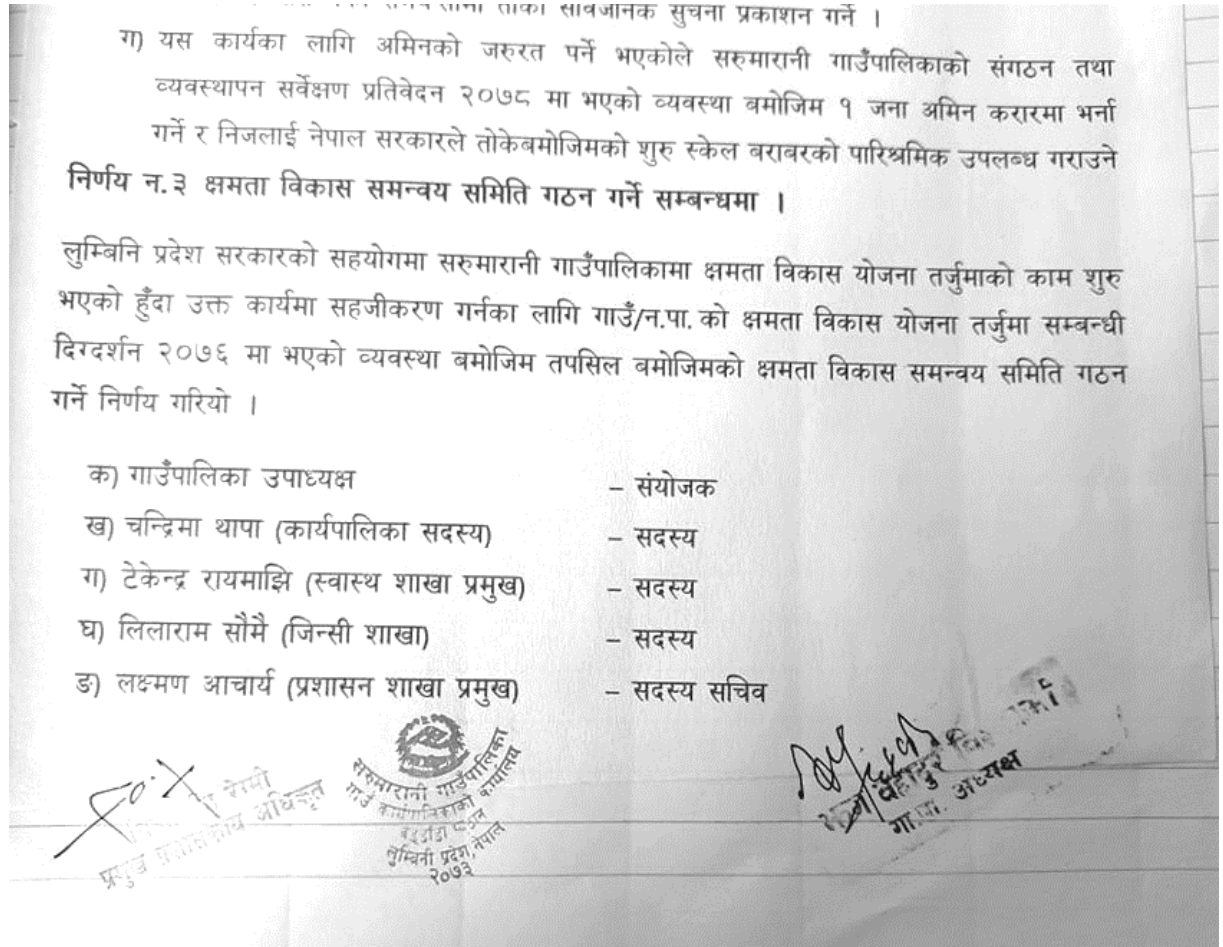 सार्वजनिक सुचना प्रकाशन गर्ने ।
ग) यस कार्यका लागि अमिनको जरुरत पर्ने भएकोले सरुमारानी गाउँपालिकाको संगठन तथा
व्यवस्थापन सर्वेक्षण प्रतिवेदन २०७८ मा भएको व्यवस्था बमोजिम १ जना अमिन करारमा भर्ना
गर्ने र निजलाई नेपाल सरकारले तोकेबमोजिमको शुरु स्केल बराबरको पारिश्रमिक उपलब्ध गराउने
निर्णय न.३ क्षमता विकास समन्वय समिति गठन गर्ने सम्बन्धमा ।
लुम्बिनि प्रदेश सरकारको सहयोगमा सरुमारानी गाउँपालिकामा क्षमता विकास योजना तर्जुमाको काम शुरु
भएको हुँदा उक्त कार्यमा सहजीकरण गर्नका लागि गाउँ/न.पा. को क्षमता विकास योजना तर्जुमा सम्बन्धी
दिग्दर्शन २०७६ मा भएको व्यवस्था बमोजिम तपसिल बमोजिमको क्षमता विकास समन्वय समिति गठन
गर्ने निर्णय गरियो ।
क) गाउँपालिका उपाध्यक्ष – संयोजक
ख) चन्द्रिमा थापा (कार्यपालिका सदस्य) – सदस्य
ग) टेकेन्द्र रायमाझि (स्वास्थ शाखा प्रमुख) – सदस्य
घ) लिलाराम सौमै (जिन्सी शाखा) – सदस्य
ङ) लक्ष्मण आचार्य (प्रशासन शाखा प्रमुख) – सदस्य सचिव
सरुमारानी गाउँपालिका
गाउँ कार्यपालिकाको कार्यालय
लुम्बिनी प्रदेश, नेपाल
२०७३
रेग्मी
प्रमुख प्रशासकीय अधिकृत
बहादुर
गा.पा. अध्यक्ष